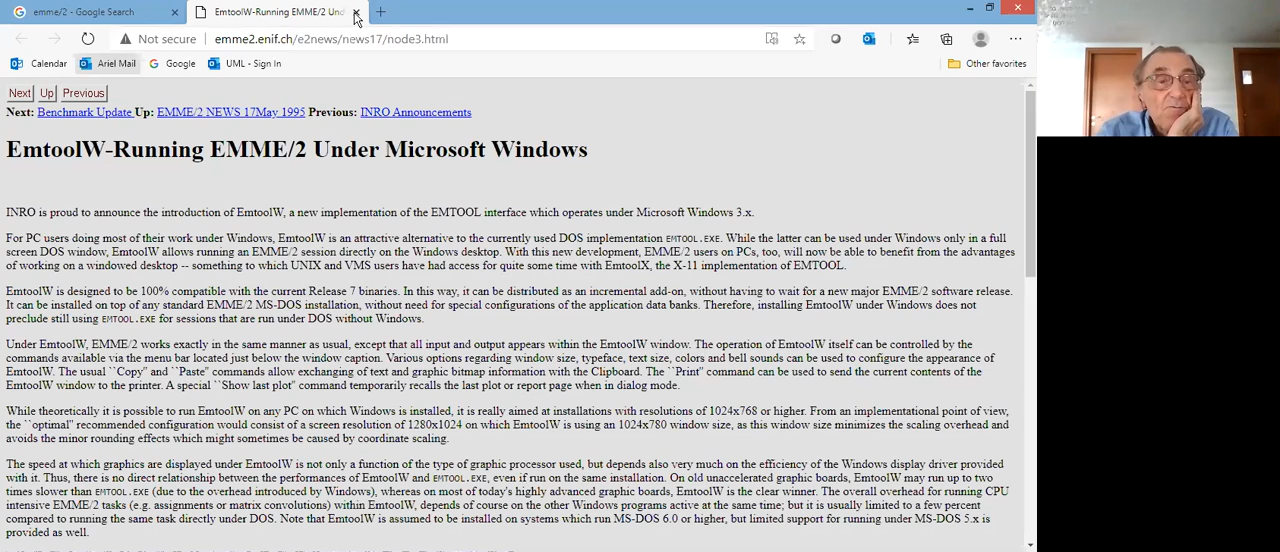 emme/2 - Google Search
EmtoolW-Running EMME/2 Und
Not secure
emme2.enif.ch/e2news/news17/node3.html
Calendar
Ariel Mail
Google
UML - Sign In
Other favorites
Next Up Previous
Next: Benchmark Update Up: EMME/2 NEWS 17May 1995 Previous: INRO Announcements
EmtoolW-Running EMME/2 Under Microsoft Windows
INRO is proud to announce the introduction of EmtoolW, a new implementation of the EMTOOL interface which operates under Microsoft Windows 3.x.
For PC users doing most of their work under Windows, EmtoolW is an attractive alternative to the currently used DOS implementation EMTOOL.EXE. While the latter can be used under Windows only in a full
screen DOS window, EmtoolW allows running an EMME/2 session directly on the Windows desktop. With this new development, EMME/2 users on PCs, too, will now be able to benefit from the advantages
of working on a windowed desktop -- something to which UNIX and VMS users have had access for quite some time with EmtoolX, the X-11 implementation of EMTOOL.
EmtoolW is designed to be 100% compatible with the current Release 7 binaries. In this way, it can be distributed as an incremental add-on, without having to wait for a new major EMME/2 software release.
It can be installed on top of any standard EMME/2 MS-DOS installation, without need for special configurations of the application data banks. Therefore, installing EmtoolW under Windows does not
preclude still using EMTOOL.EXE for sessions that are run under DOS without Windows.
Under EmtoolW, EMME/2 works exactly in the same manner as usual, except that all input and output appears within the EmtoolW window. The operation of EmtoolW itself can be controlled by the
commands available via the menu bar located just below the window caption. Various options regarding window size, typeface, text size, colors and bell sounds can be used to configure the appearance of
EmtoolW. The usual ``Copy'' and ``Paste'' commands allow exchanging of text and graphic bitmap information with the Clipboard. The ``Print'' command can be used to send the current contents of the
EmtoolW window to the printer. A special ``Show last plot'' command temporarily recalls the last plot or report page when in dialog mode.
While theoretically it is possible to run EmtoolW on any PC on which Windows is installed, it is really aimed at installations with resolutions of 1024x768 or higher. From an implementational point of view,
the ``optimal'' recommended configuration would consist of a screen resolution of 1280x1024 on which EmtoolW is using an 1024x780 window size, as this window size minimizes the scaling overhead and
avoids the minor rounding effects which might sometimes be caused by coordinate scaling.
The speed at which graphics are displayed under EmtoolW is not only a function of the type of graphic processor used, but depends also very much on the efficiency of the Windows display driver provided
with it. Thus, there is no direct relationship between the performances of EmtoolW and EMTOOL.EXE, even if run on the same installation. On old unaccelerated graphic boards, EmtoolW may run up to two
times slower than EMTOOL.EXE (due to the overhead introduced by Windows), whereas on most of today's highly advanced graphic boards, EmtoolW is the clear winner. The overall overhead for running CPU
intensive EMME/2 tasks (e.g. assignments or matrix convolutions) within EmtoolW, depends of course on the other Windows programs active at the same time; but it is usually limited to a few percent
compared to running the same task directly under DOS. Note that EmtoolW is assumed to be installed on systems which run MS-DOS 6.0 or higher, but limited support for running under MS-DOS 5.x is
provided as well.